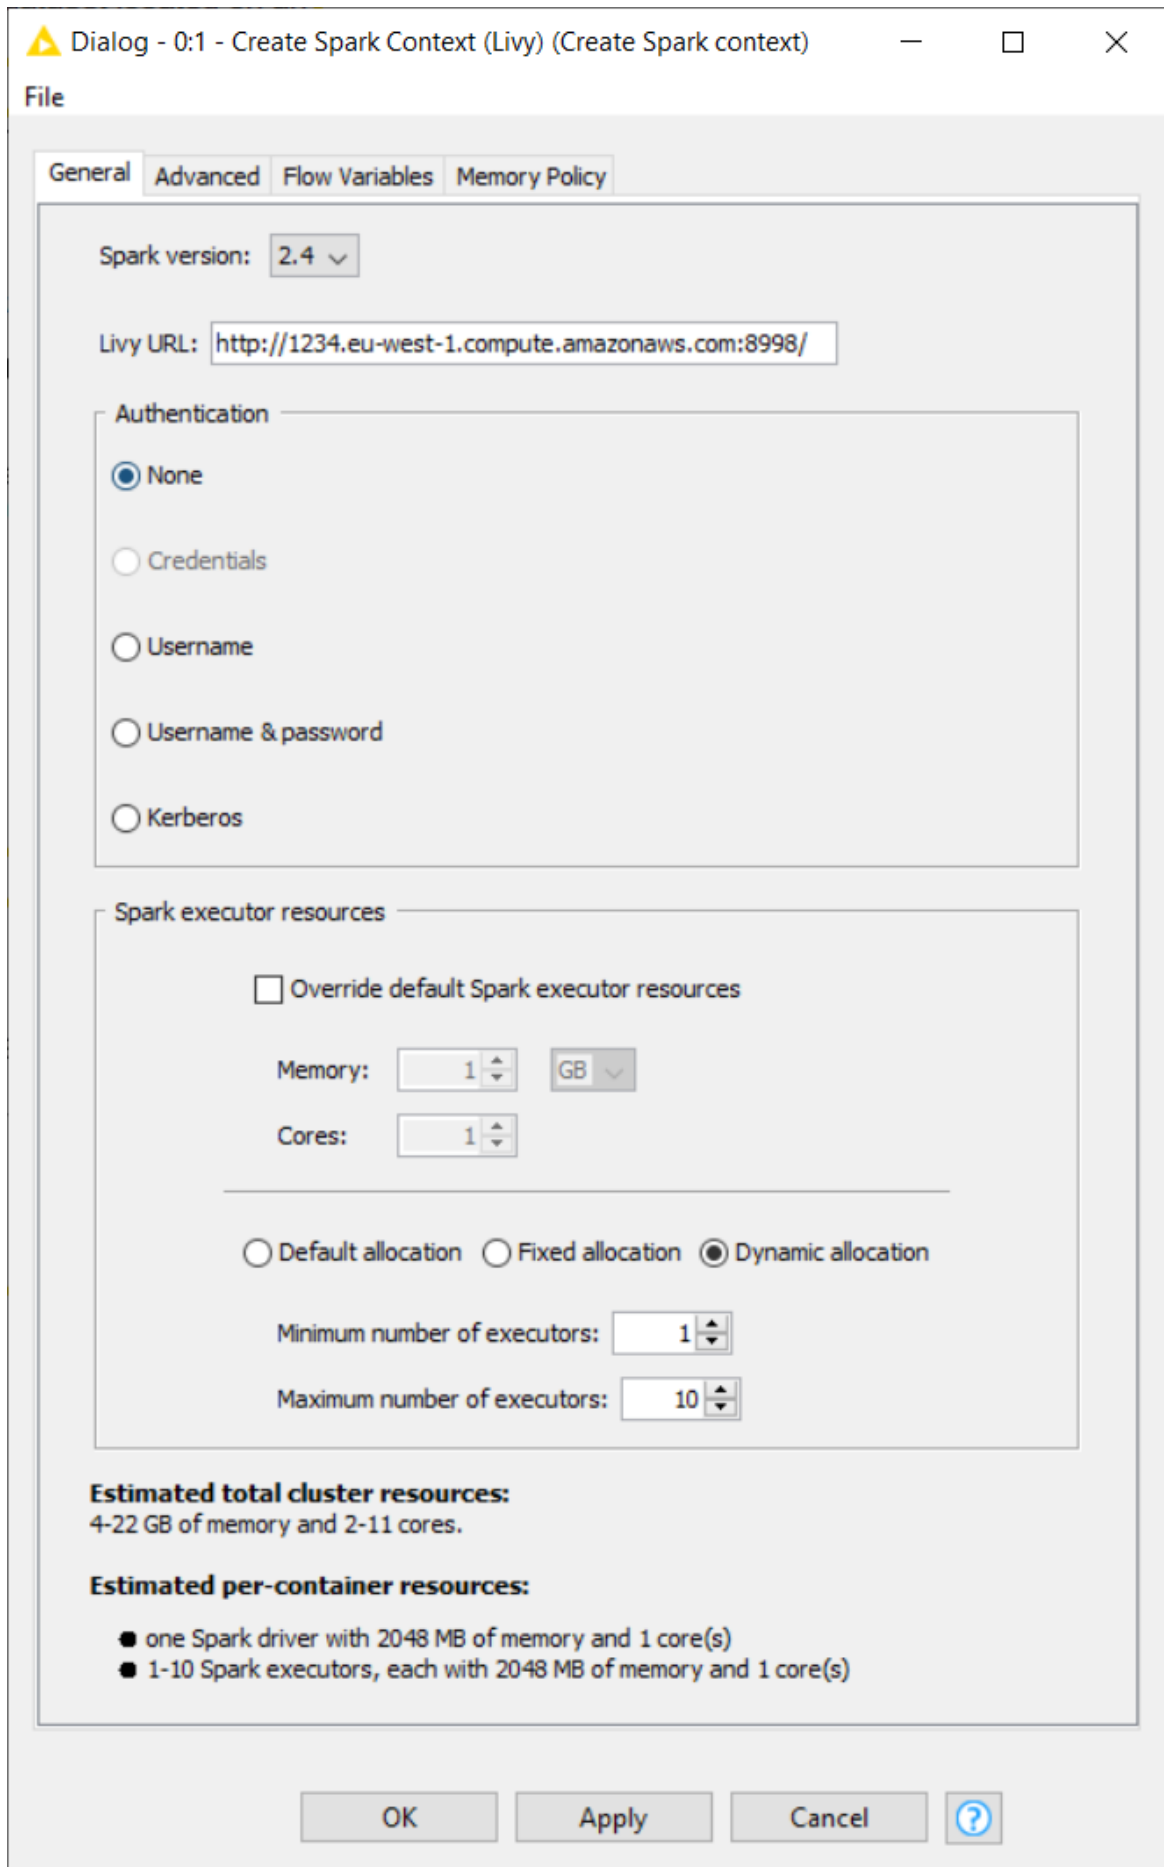 Dialog - 0:1 - Create Spark Context (Livy) (Create Spark context)
File
General Advanced Flow Variables Memory Policy
Spark version: 2.4
Livy URL: http://1234.eu-west-1.compute.amazonaws.com:8998/
Authentication
None
Credentials
Username
Username & password
Kerberos
Spark executor resources
Override default Spark executor resources
Memory: 1 GB
Cores: 1
Default allocation Fixed allocation Dynamic allocation
Minimum number of executors: 1
Maximum number of executors: 10
Estimated total cluster resources:
4-22 GB of memory and 2-11 cores.
Estimated per-container resources:
● one Spark driver with 2048 MB of memory and 1 core(s)
● 1-10 Spark executors, each with 2048 MB of memory and 1 core(s)
OK Apply Cancel ?